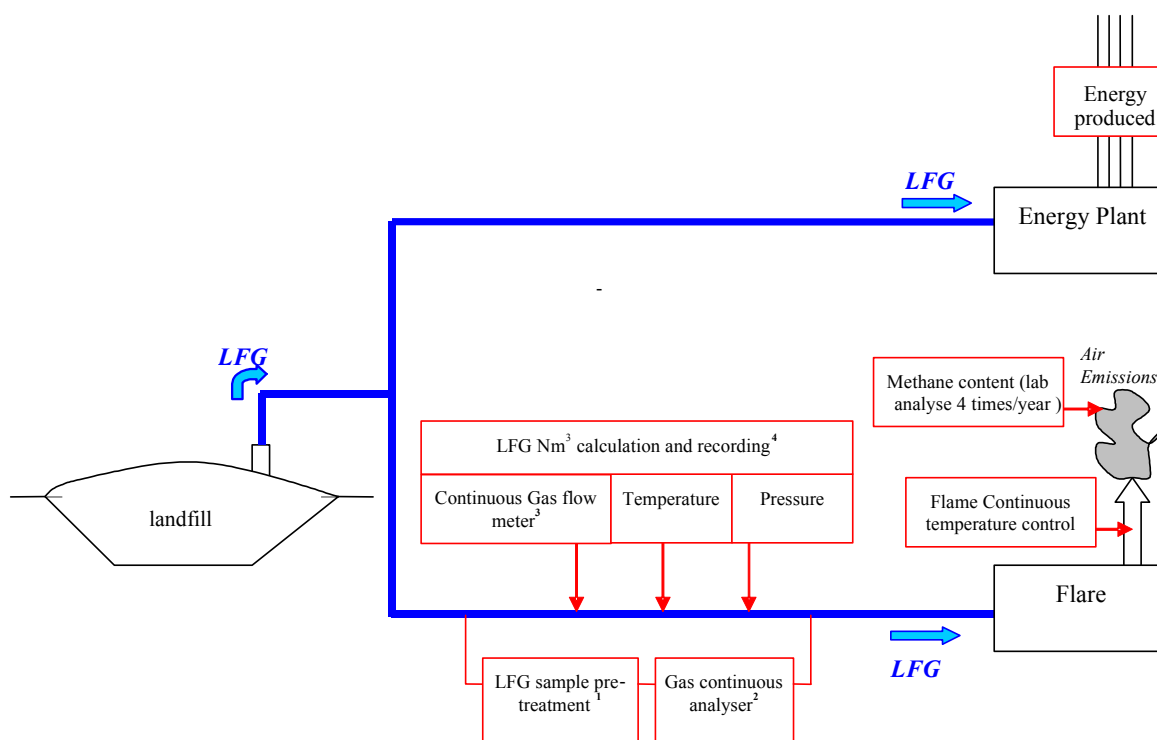 Energy
produced
LFG
Energy Plant
-
LFG
Air
Emissions
Methane content (lab
analyse 4 times/year )
LFG Nm³ calculation and recording⁴
Continuous Gas flow
meter³
Temperature
Pressure
Flame Continuous
temperature control
landfill
Flare
LFG
LFG sample pre-
treatment ¹
Gas continuous
analyser²